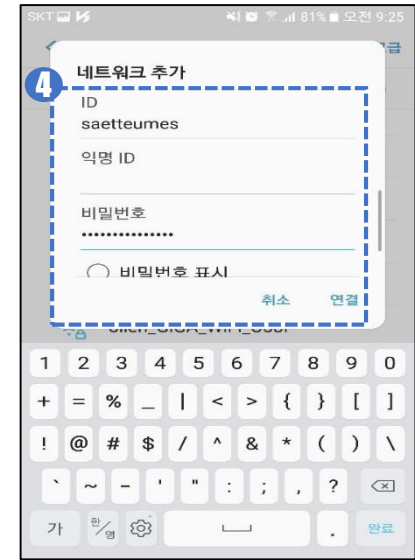 SKT 81% 오전 9:25
급
네트워크 추가
4
ID
saetteumes
익명 ID
비밀번호
•••••••••••••••
비밀번호 표시
취소 연결
1 2 3 4 5 6 7 8 9 0
+ = % _ | < > { } [ ]
! @ # $ / ^ & * ( ) \
` ~ - ' " : ; , ?
가 한/영 . 완료